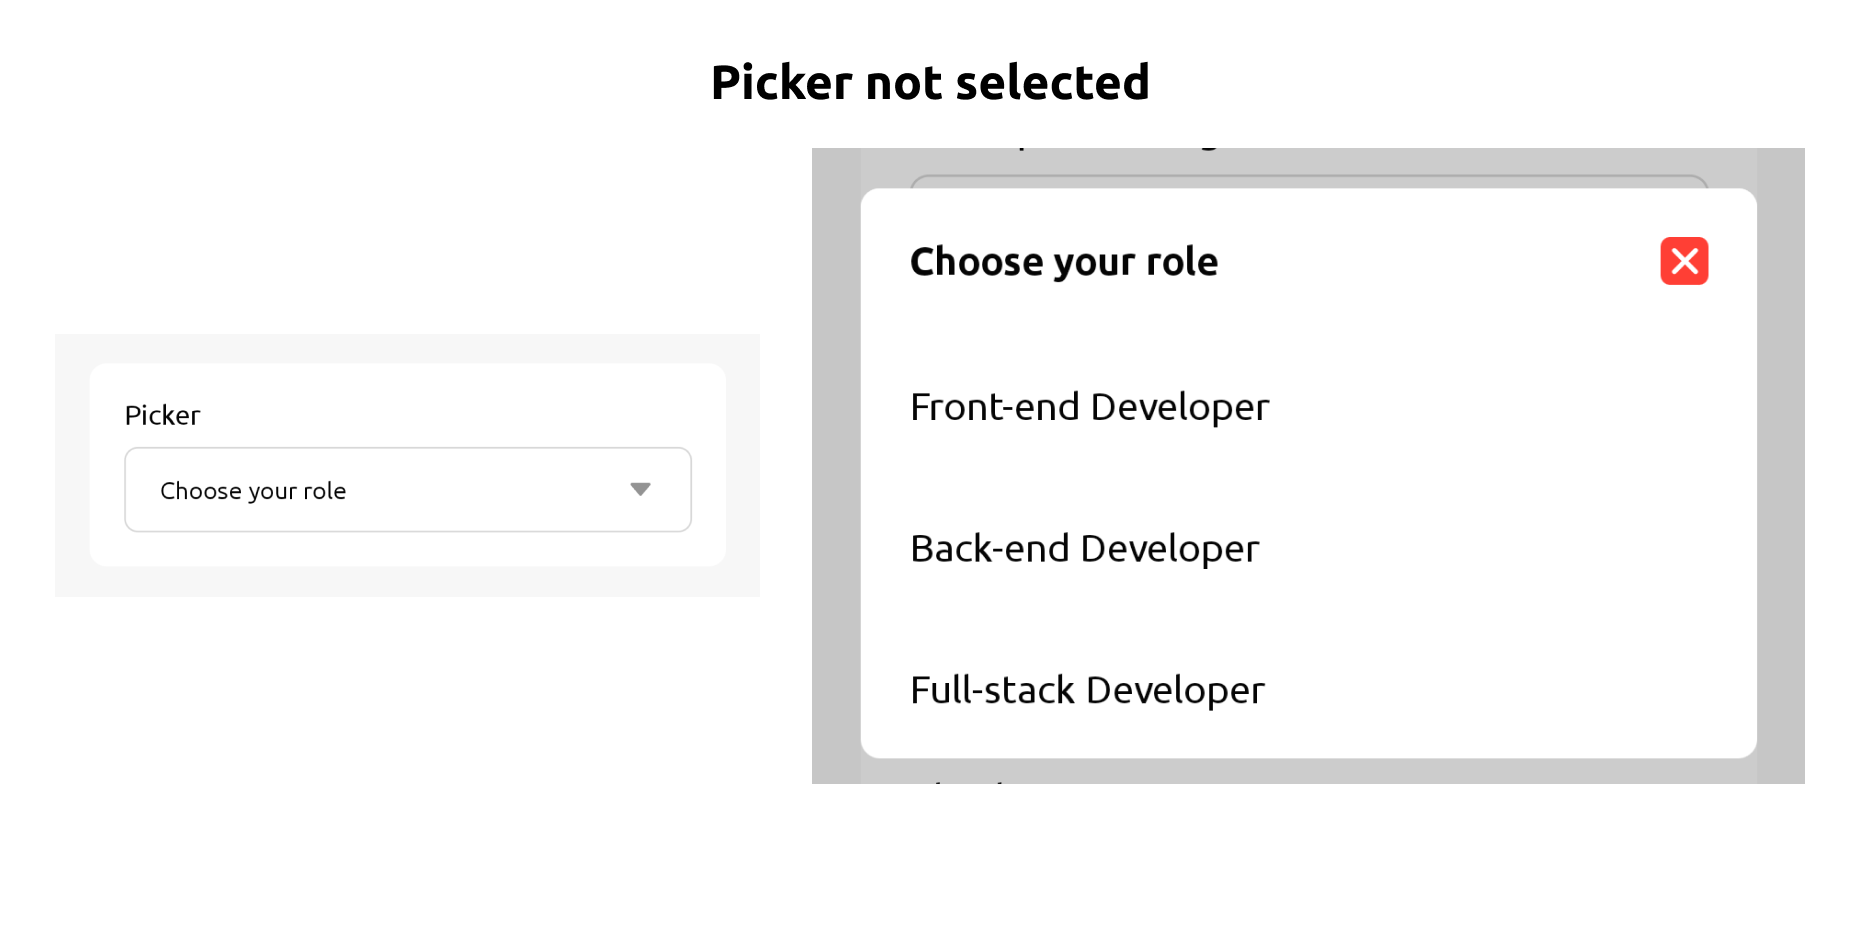 Picker not selected
Picker
Choose your role
Choose your role
Front-end Developer
Back-end Developer
Full-stack Developer